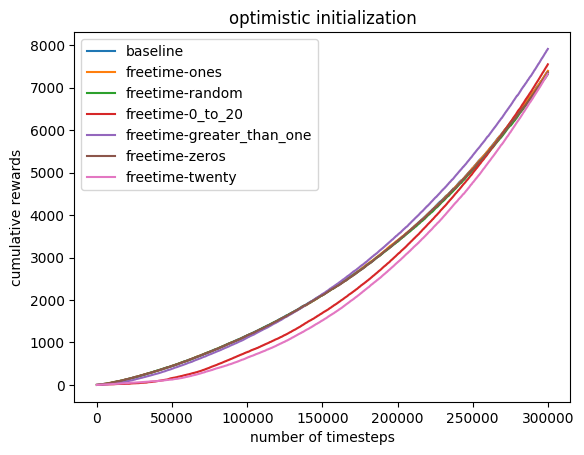 optimistic initialization
baseline
freetime-ones
freetime-random
freetime-0_to_20
freetime-greater_than_one
freetime-zeros
freetime-twenty
cumulative rewards
8000
7000
6000
5000
4000
3000
2000
1000
0
0 50000 100000 150000 200000 250000 300000
number of timesteps